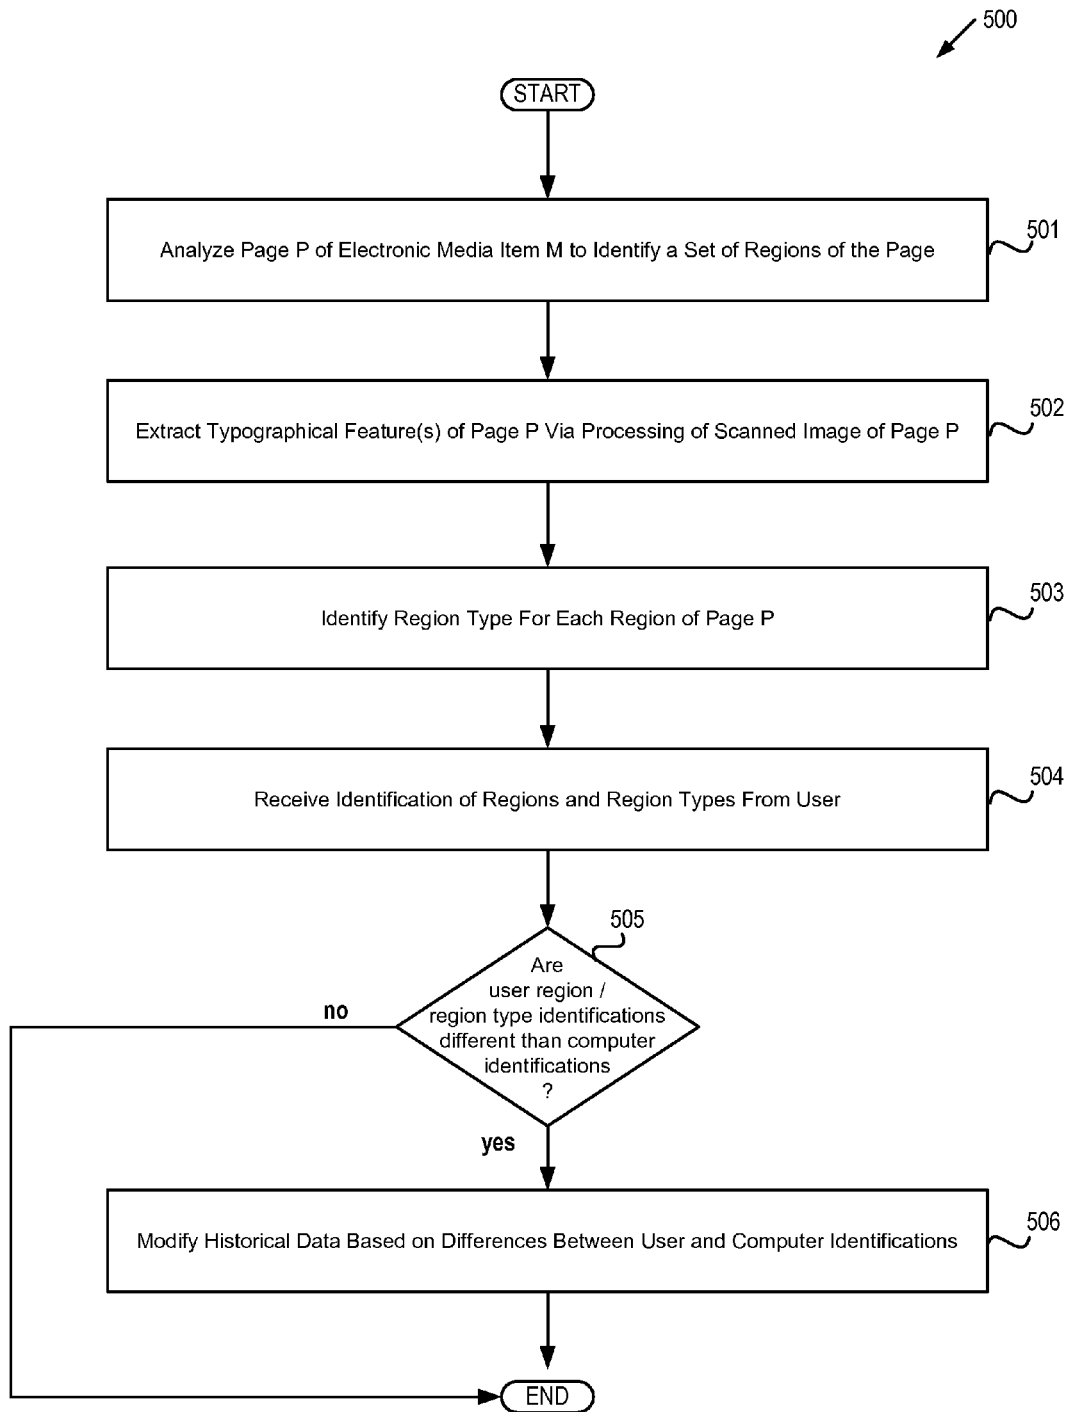 500
START
Analyze Page P of Electronic Media Item M to Identify a Set of Regions of the Page
501
Extract Typographical Feature(s) of Page P Via Processing of Scanned Image of Page P
502
Identify Region Type For Each Region of Page P
503
Receive Identification of Regions and Region Types From User
504
505
Are
user region /
region type identifications
different than computer
identifications
?
no
yes
Modify Historical Data Based on Differences Between User and Computer Identifications
506
END